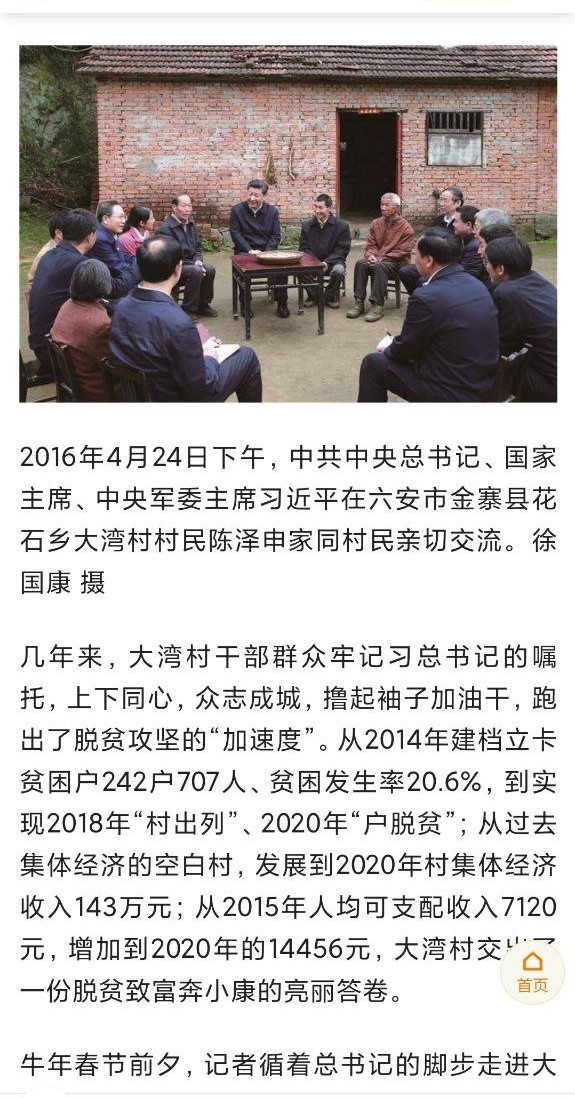 2016年4月24日下午，中共中央总书记、国家
主席、中央军委主席习近平在六安市金寨县花
石乡大湾村村民陈泽申家同村民亲切交流。徐
国康 摄
几年来，大湾村干部群众牢记习总书记的嘱
托，上下同心，众志成城，撸起袖子加油干，跑
出了脱贫攻坚的“加速度”。从2014年建档立卡
贫困户242户707人、贫困发生率20.6%，到实
现2018年“村出列”、2020年“户脱贫”；从过去
集体经济的空白村，发展到2020年村集体经济
收入143万元；从2015年人均可支配收入7120
元，增加到2020年的14456元，大湾村交出了
一份脱贫致富奔小康的亮丽答卷。
首页
牛年春节前夕，记者循着总书记的脚步走进大